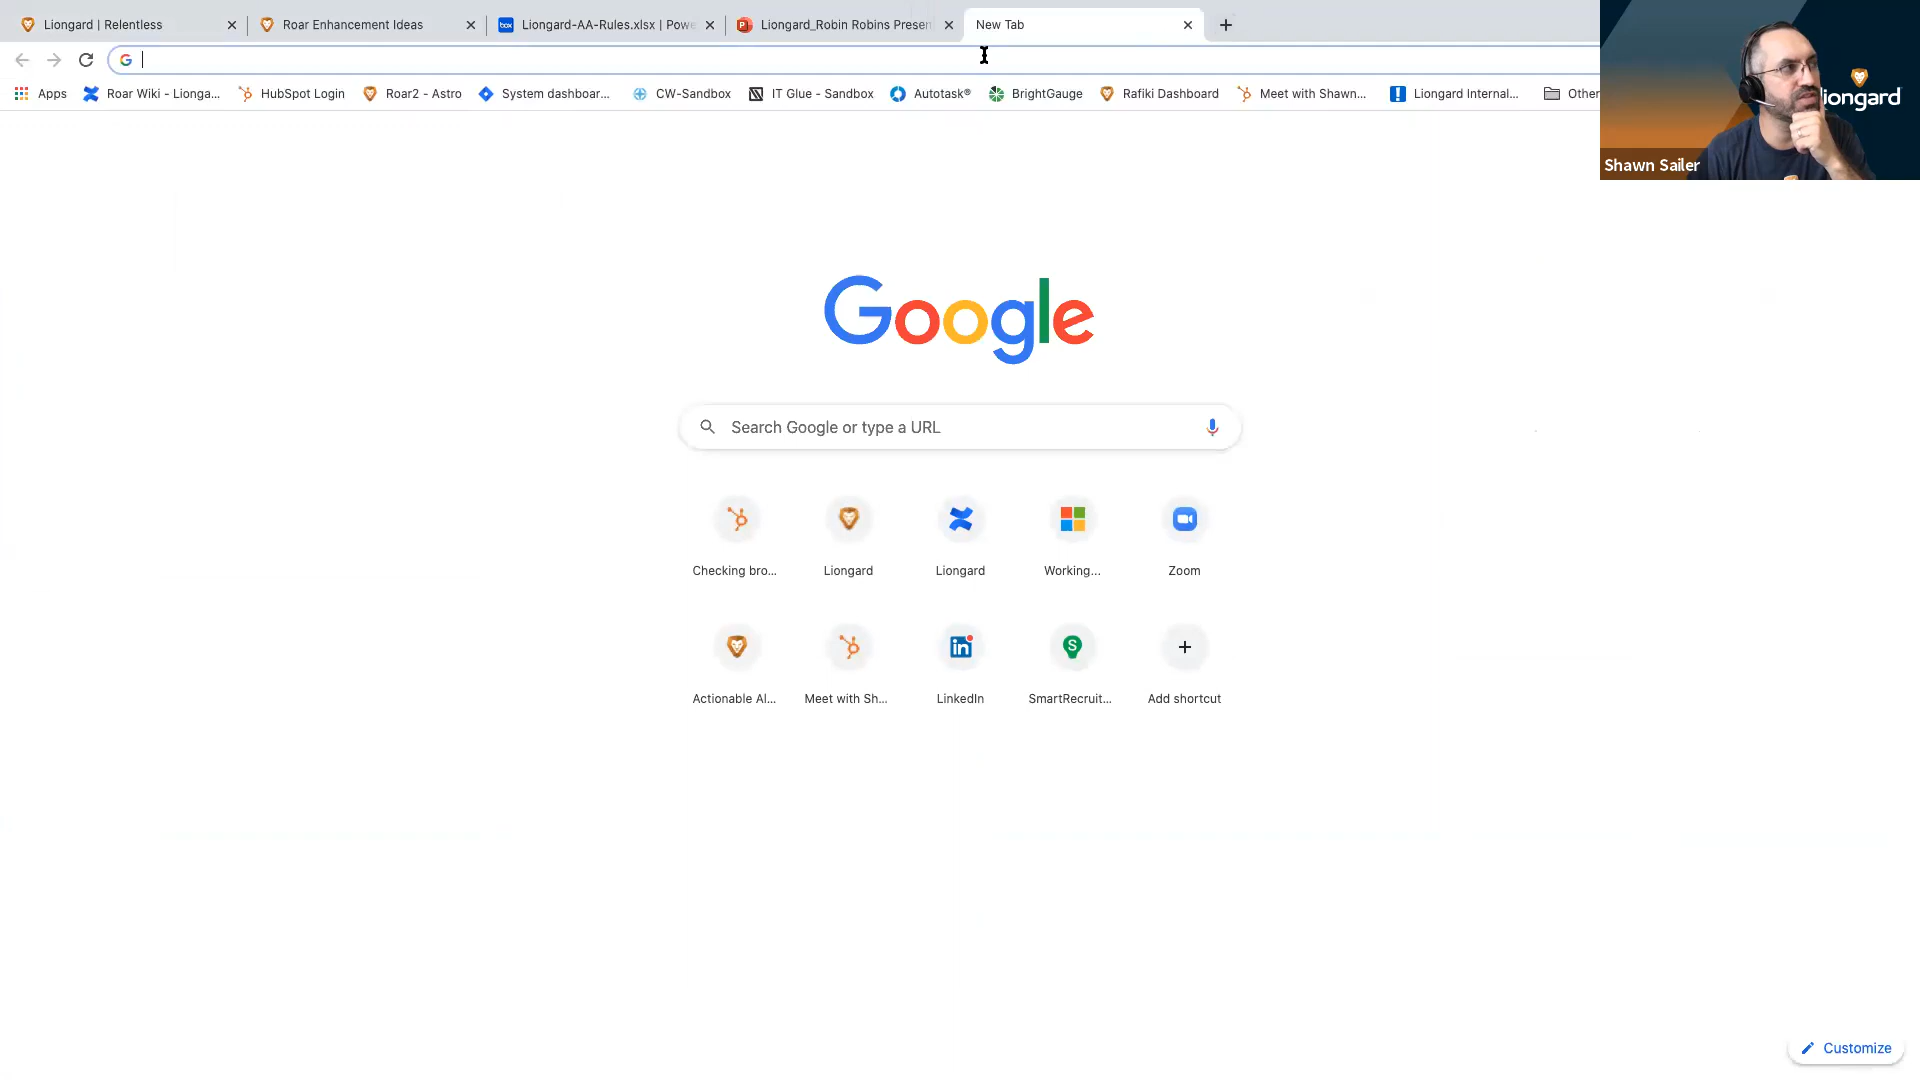 Liongard | Relentless
Roar Enhancement Ideas
box
Liongard-AA-Rules.xlsx | Powe
Liongard_Robin Robins Presen
New Tab
Apps
Roar Wiki - Lionga...
HubSpot Login
Roar2 - Astro
System dashboar...
CW-Sandbox
IT Glue - Sandbox
Autotask®
BrightGauge
Rafiki Dashboard
Meet with Shawn...
Liongard Internal...
Other
iongard
Shawn Sailer
Google
Search Google or type a URL
Checking bro...
Liongard
Liongard
Working...
Zoom
Actionable Al...
Meet with Sh...
LinkedIn
SmartRecruit...
Add shortcut
Customize